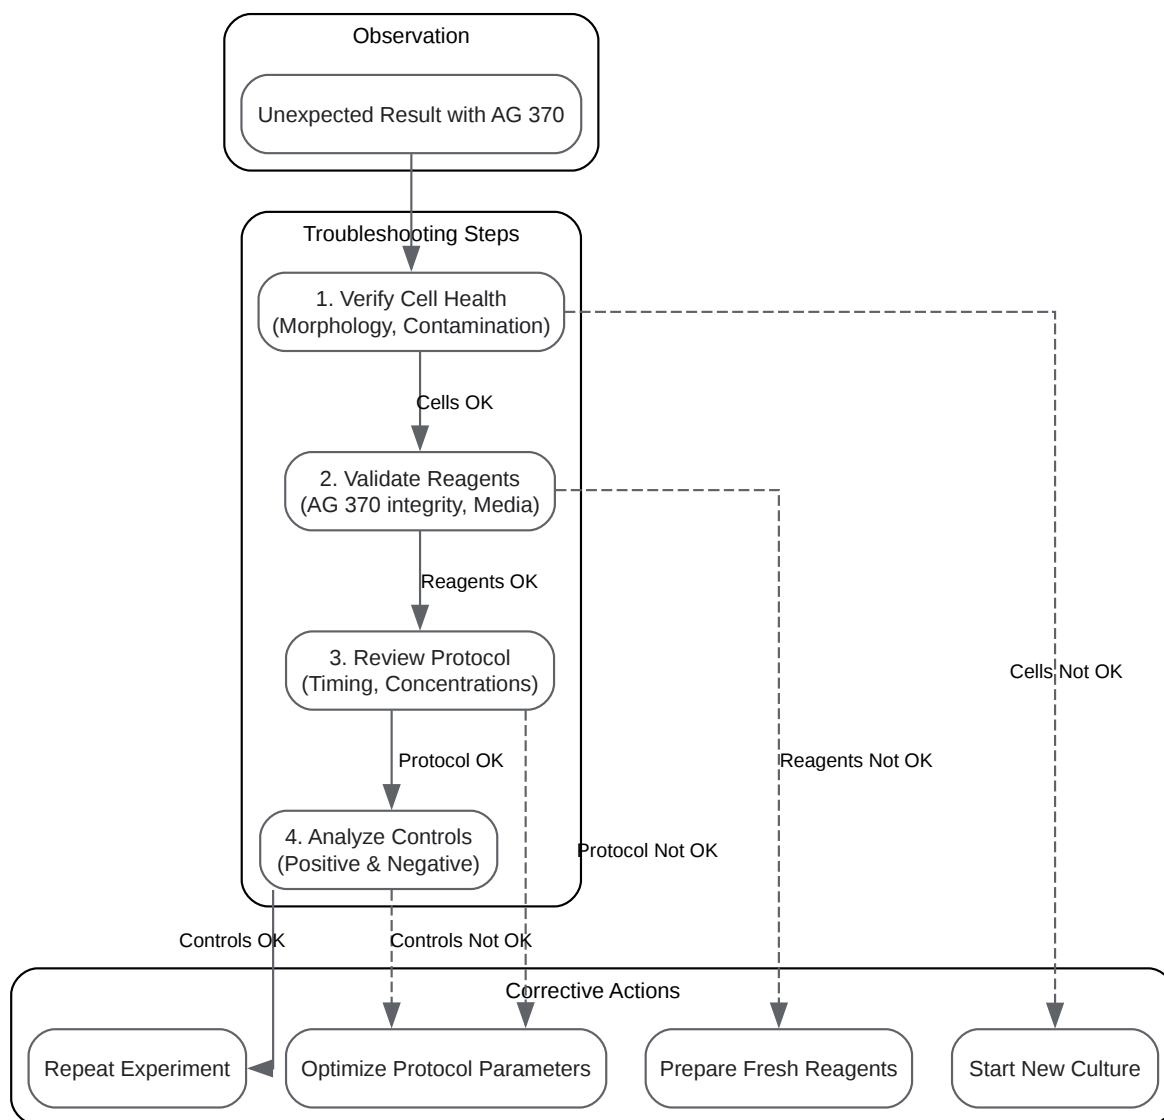 Observation
Unexpected Result with AG 370
Troubleshooting Steps
1. Verify Cell Health
(Morphology, Contamination)
Cells OK
2. Validate Reagents
(AG 370 integrity, Media)
Reagents OK
3. Review Protocol
(Timing, Concentrations)
Cells Not OK
Protocol OK
Reagents Not OK
4. Analyze Controls
(Positive & Negative)
Protocol Not OK
Controls OK
Controls Not OK
Corrective Actions
Repeat Experiment
Optimize Protocol Parameters
Prepare Fresh Reagents
Start New Culture